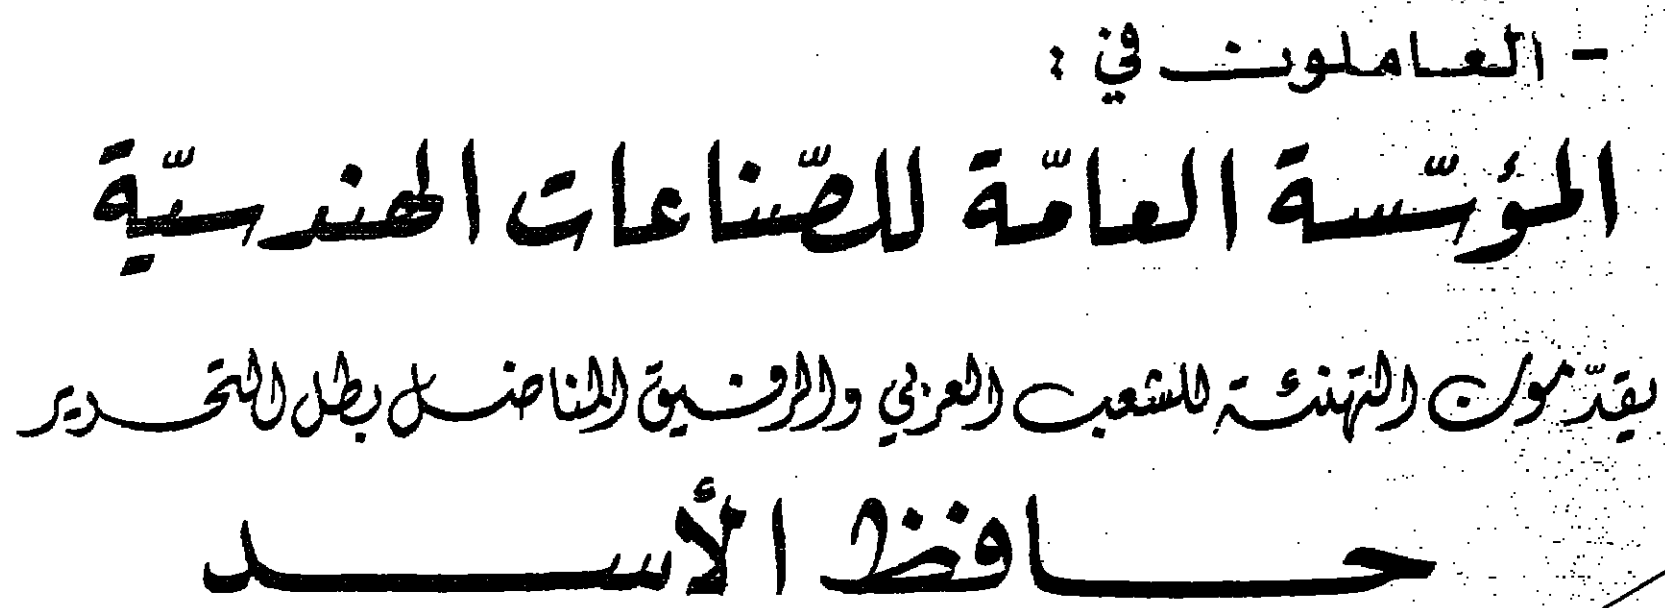 - العاملون في :
المؤسّسة العامّة للصّناعات الهندسيّة
يقدّمون التهنئة للشعب العربي والرفيق المناضل بطل التحرير
حافظ الأسد